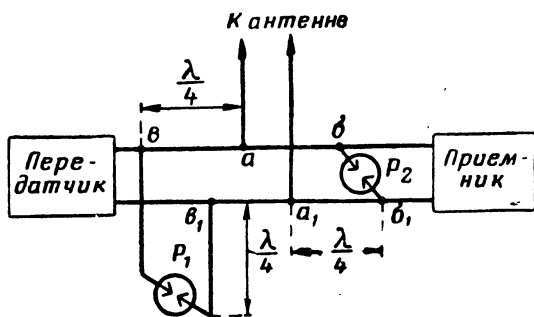 К антенне
λ/4
в
а
б
Пере-
датчик
Р₂
Прием-
ник
в₁
а₁
б₁
Р₁
λ/4
λ/4